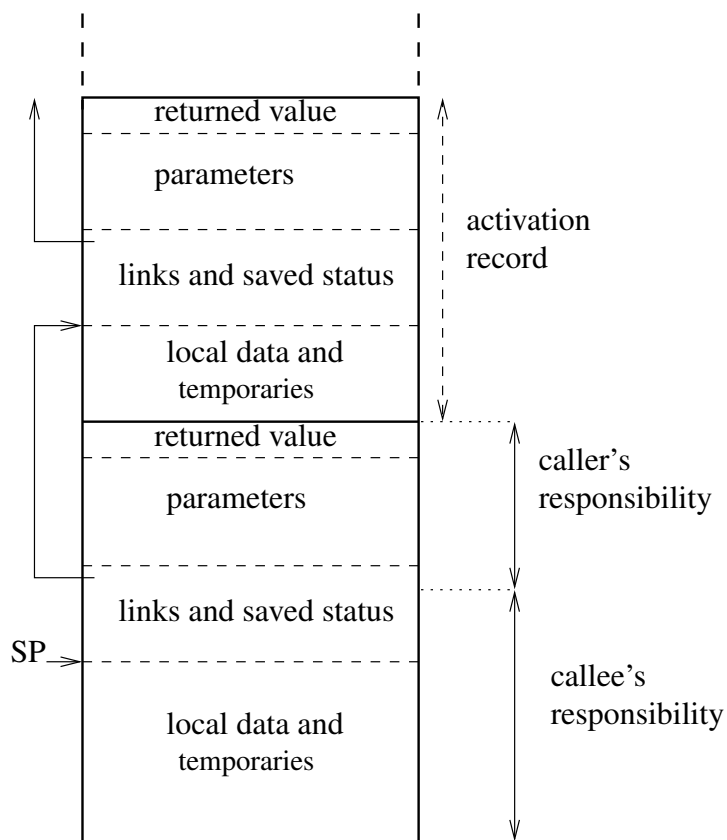 returned value
parameters
activation
record
links and saved status
local data and
temporaries
returned value
caller's
responsibility
parameters
links and saved status
SP
callee's
responsibility
local data and
temporaries